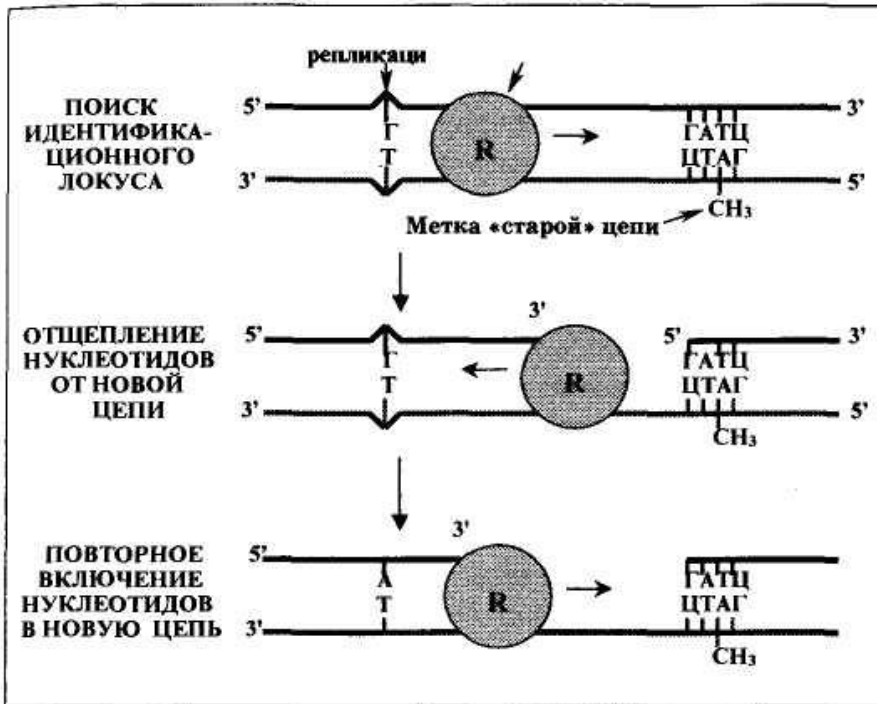 репликаци
5' 3'
ПОИСК
ИДЕНТИФИКА-
ЦИОННОГО
ЛОКУСА
Г ГАТЦ
Т ЦТАГ
R
3' 5'
CH₃
Метка «старой» цепи
3'
ОТЩЕПЛЕНИЕ
НУКЛЕОТИДОВ
ОТ НОВОЙ
ЦЕПИ
5' 5' 3'
Г ГАТЦ
Т ЦТАГ
R
3' 5'
CH₃
3'
ПОВТОРНОЕ
ВКЛЮЧЕНИЕ
НУКЛЕОТИДОВ
В НОВУЮ ЦЕПЬ
5'
А ГАТЦ
Т ЦТАГ
R
3'
CH₃